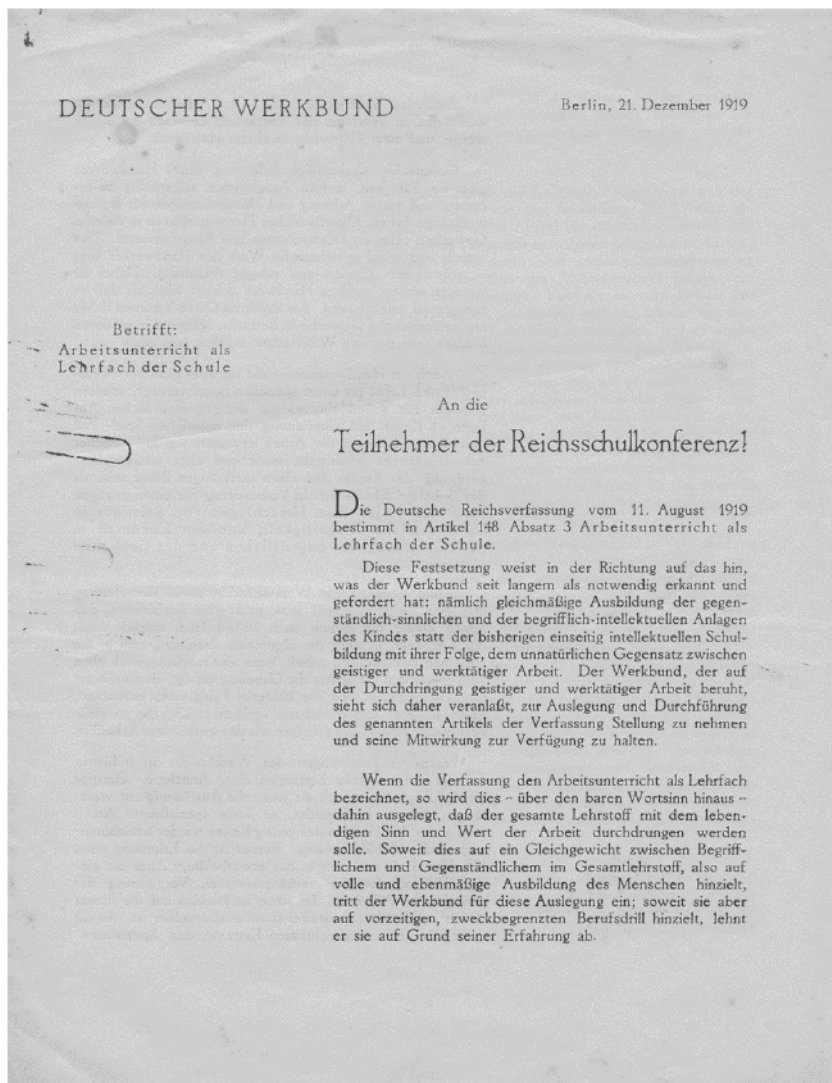 DEUTSCHER WERKBUND
Berlin, 21. Dezember 1919
Betrifft:
Arbeitsunterricht als
Lehrfach der Schule
An die
Teilnehmer der Reichsschulkonferenz!
Die Deutsche Reichsverfassung vom 11. August 1919
bestimmt in Artikel 148 Absatz 3 Arbeitsunterricht als
Lehrfach der Schule.
Diese Festsetzung weist in der Richtung auf das hin,
was der Werkbund seit langem als notwendig erkannt und
gefordert hat: nämlich gleichmäßige Ausbildung der gegen-
ständlich-sinnlichen und der begrifflich-intellektuellen Anlagen
des Kindes statt der bisherigen einseitig intellektuellen Schul-
bildung mit ihrer Folge, dem unnatürlichen Gegensatz zwischen
geistiger und werktätiger Arbeit. Der Werkbund, der auf
der Durchdringung geistiger und werktätiger Arbeit beruht,
sieht sich daher veranlaßt, zur Auslegung und Durchführung
des genannten Artikels der Verfassung Stellung zu nehmen
und seine Mitwirkung zur Verfügung zu halten.
Wenn die Verfassung den Arbeitsunterricht als Lehrfach
bezeichnet, so wird dies - über den baren Wortsinn hinaus -
dahin ausgelegt, daß der gesamte Lehrstoff mit dem leben-
digen Sinn und Wert der Arbeit durchdrungen werden
solle. Soweit dies auf ein Gleichgewicht zwischen Begriff-
lichem und Gegenständlichem im Gesamtlehrstoff, also auf
volle und ebenmäßige Ausbildung des Menschen hinzielt,
tritt der Werkbund für diese Auslegung ein; soweit sie aber
auf vorzeitigen, zweckbegrenzten Berufsdrill hinzielt, lehnt
er sie auf Grund seiner Erfahrung ab.